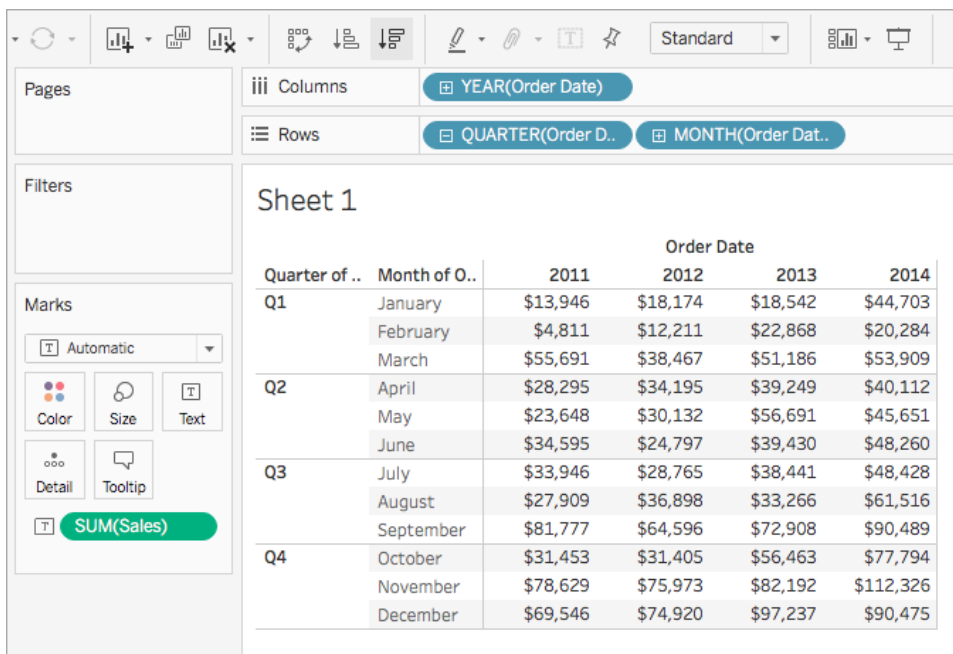 Standard
Pages
Columns
YEAR(Order Date)
Rows
QUARTER(Order D..
MONTH(Order Dat..
Filters
Sheet 1
Order Date
Quarter of .. Month of O.. 2011 2012 2013 2014
Q1 January $13,946 $18,174 $18,542 $44,703
February $4,811 $12,211 $22,868 $20,284
March $55,691 $38,467 $51,186 $53,909
Q2 April $28,295 $34,195 $39,249 $40,112
May $23,648 $30,132 $56,691 $45,651
June $34,595 $24,797 $39,430 $48,260
Q3 July $33,946 $28,765 $38,441 $48,428
August $27,909 $36,898 $33,266 $61,516
September $81,777 $64,596 $72,908 $90,489
Q4 October $31,453 $31,405 $56,463 $77,794
November $78,629 $75,973 $82,192 $112,326
December $69,546 $74,920 $97,237 $90,475
Marks
T Automatic
Color Size Text
Detail Tooltip
T SUM(Sales)